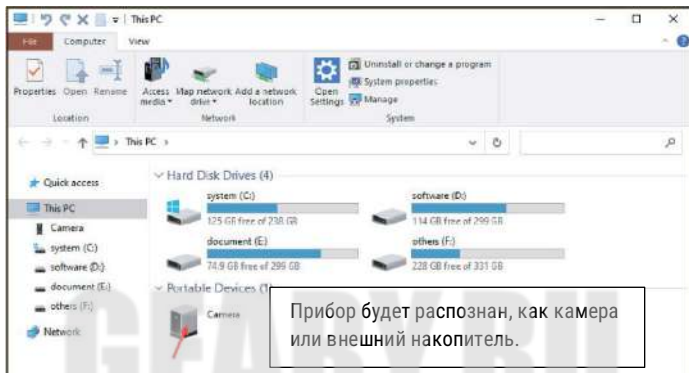 This PC
File Computer View
Properties Open Rename
Access media
Map network drive
Add a network location
Open Settings
Uninstall or change a program
System properties
Manage
Location Network System
This PC
Quick access
This PC
Camera
system (C:)
software (D:)
document (E:)
others (F:)
Network
Hard Disk Drives (4)
system (C:)
125 GB free of 238 GB
software (D:)
114 GB free of 299 GB
document (E:)
74.9 GB free of 299 GB
others (F:)
228 GB free of 331 GB
Portable Devices (1)
Camera
Прибор будет распознан, как камера
или внешний накопитель.